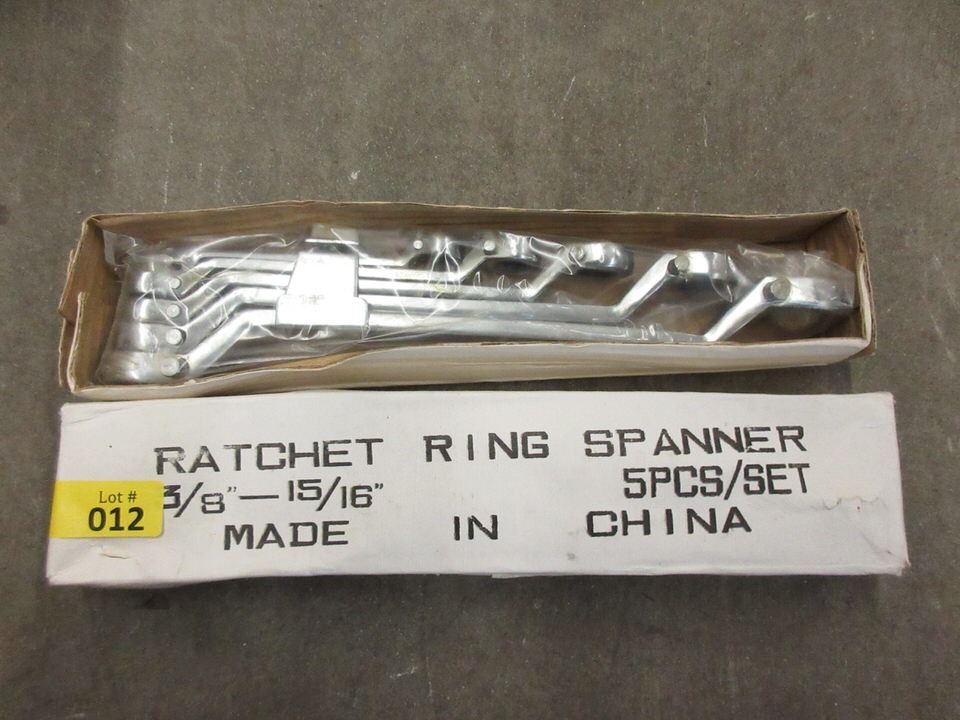 RATCHET RING SPANNER
3/8"—15/16" 5PCS/SET
MADE IN CHINA
Lot #
012